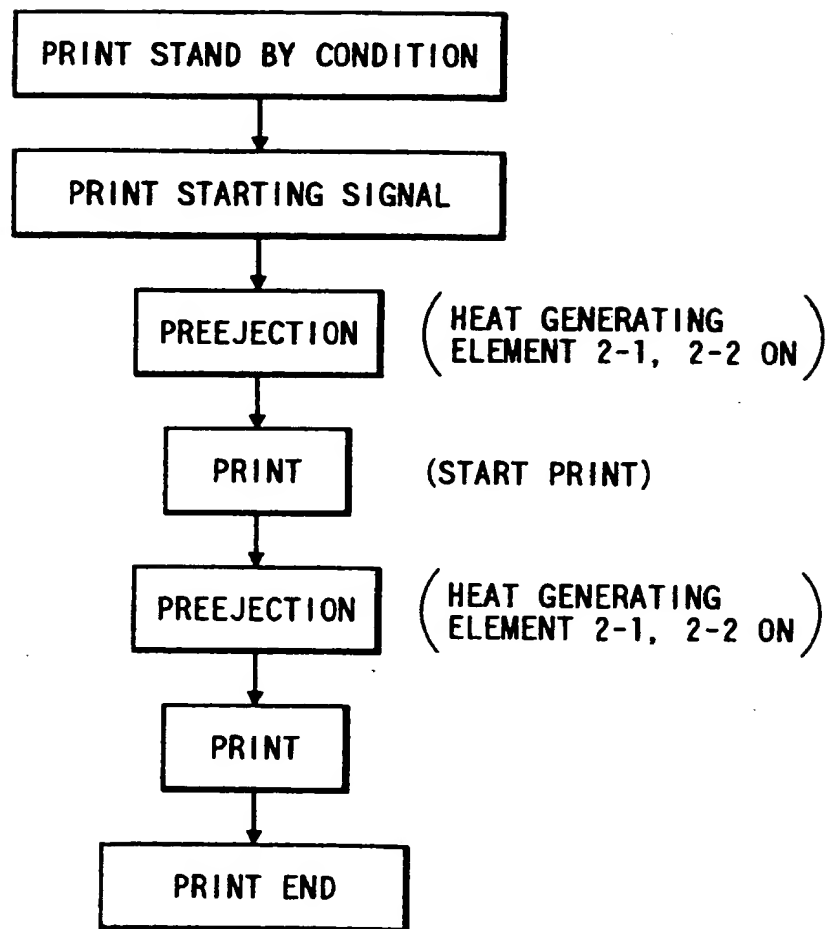 PRINT STAND BY CONDITION
PRINT STARTING SIGNAL
PREEJECTION
(HEAT GENERATING
ELEMENT 2-1, 2-2 ON)
PRINT
(START PRINT)
PREEJECTION
(HEAT GENERATING
ELEMENT 2-1, 2-2 ON)
PRINT
PRINT END